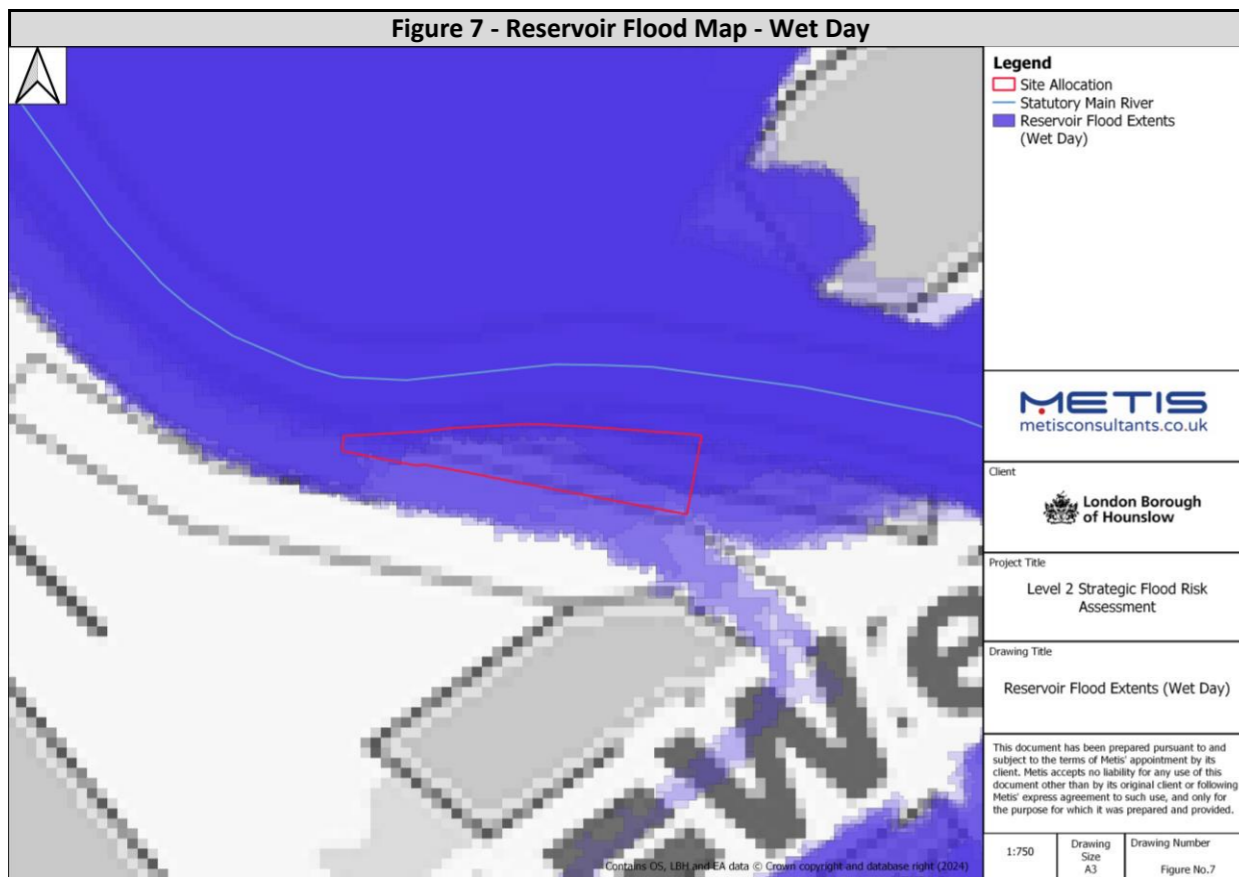 Figure 7 - Reservoir Flood Map - Wet Day
Legend
Site Allocation
Statutory Main River
Reservoir Flood Extents
(Wet Day)
METIS
metisconsultants.co.uk
Client
London Borough
of Hounslow
Project Title
Level 2 Strategic Flood Risk
Assessment
Drawing Title
Reservoir Flood Extents (Wet Day)
This document has been prepared pursuant to and
subject to the terms of Metis' appointment by its
client. Metis accepts no liability for any use of this
document other than by its original client or following
Metis' express agreement to such use, and only for
the purpose for which it was prepared and provided.
1:750
Drawing
Size
A3
Drawing Number
Figure No.7
Contains OS, LBH and EA data © Crown copyright and database right (2024)